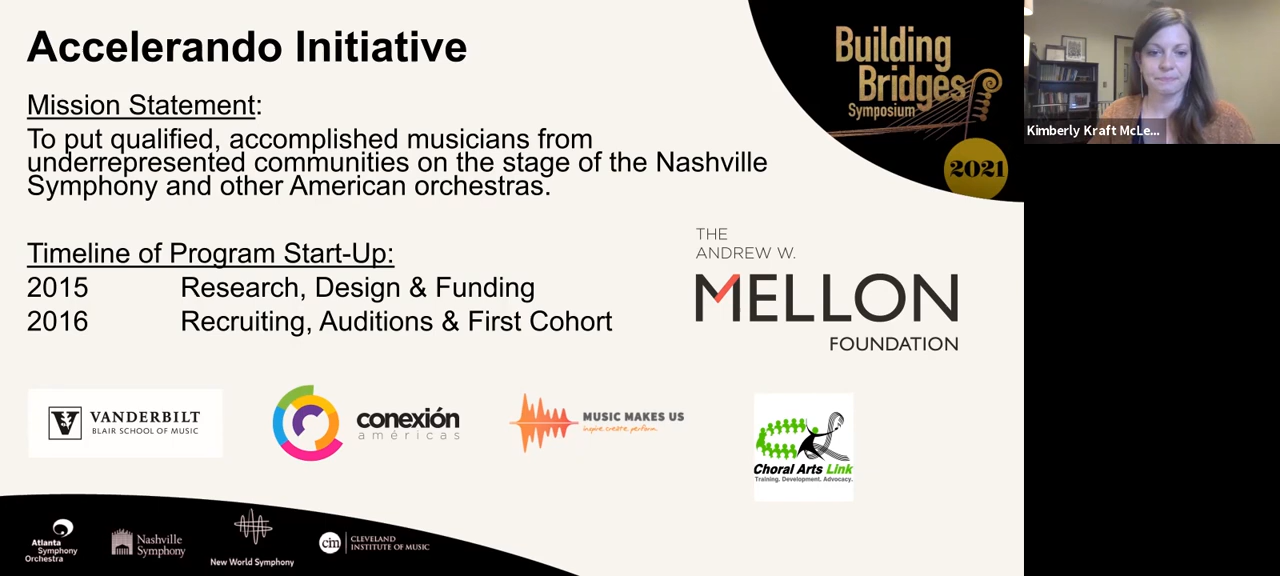 Accelerando Initiative
Mission Statement:
To put qualified, accomplished musicians from
underrepresented communities on the stage of the Nashville
Symphony and other American orchestras.
Timeline of Program Start-Up:
2015 Research, Design & Funding
2016 Recruiting, Auditions & First Cohort
Building
Bridges
Symposium
2021
Kimberly Kraft McLe...
THE
ANDREW W.
MELLON
FOUNDATION
V
VANDERBILT
BLAIR SCHOOL OF MUSIC
conexión
américas
MUSIC MAKES US
inspire.create.perform.
Choral Arts Link
Training. Development. Advocacy.
Atlanta
Symphony
Orchestra
Nashville
Symphony
New World Symphony
cim
CLEVELAND
INSTITUTE OF MUSIC